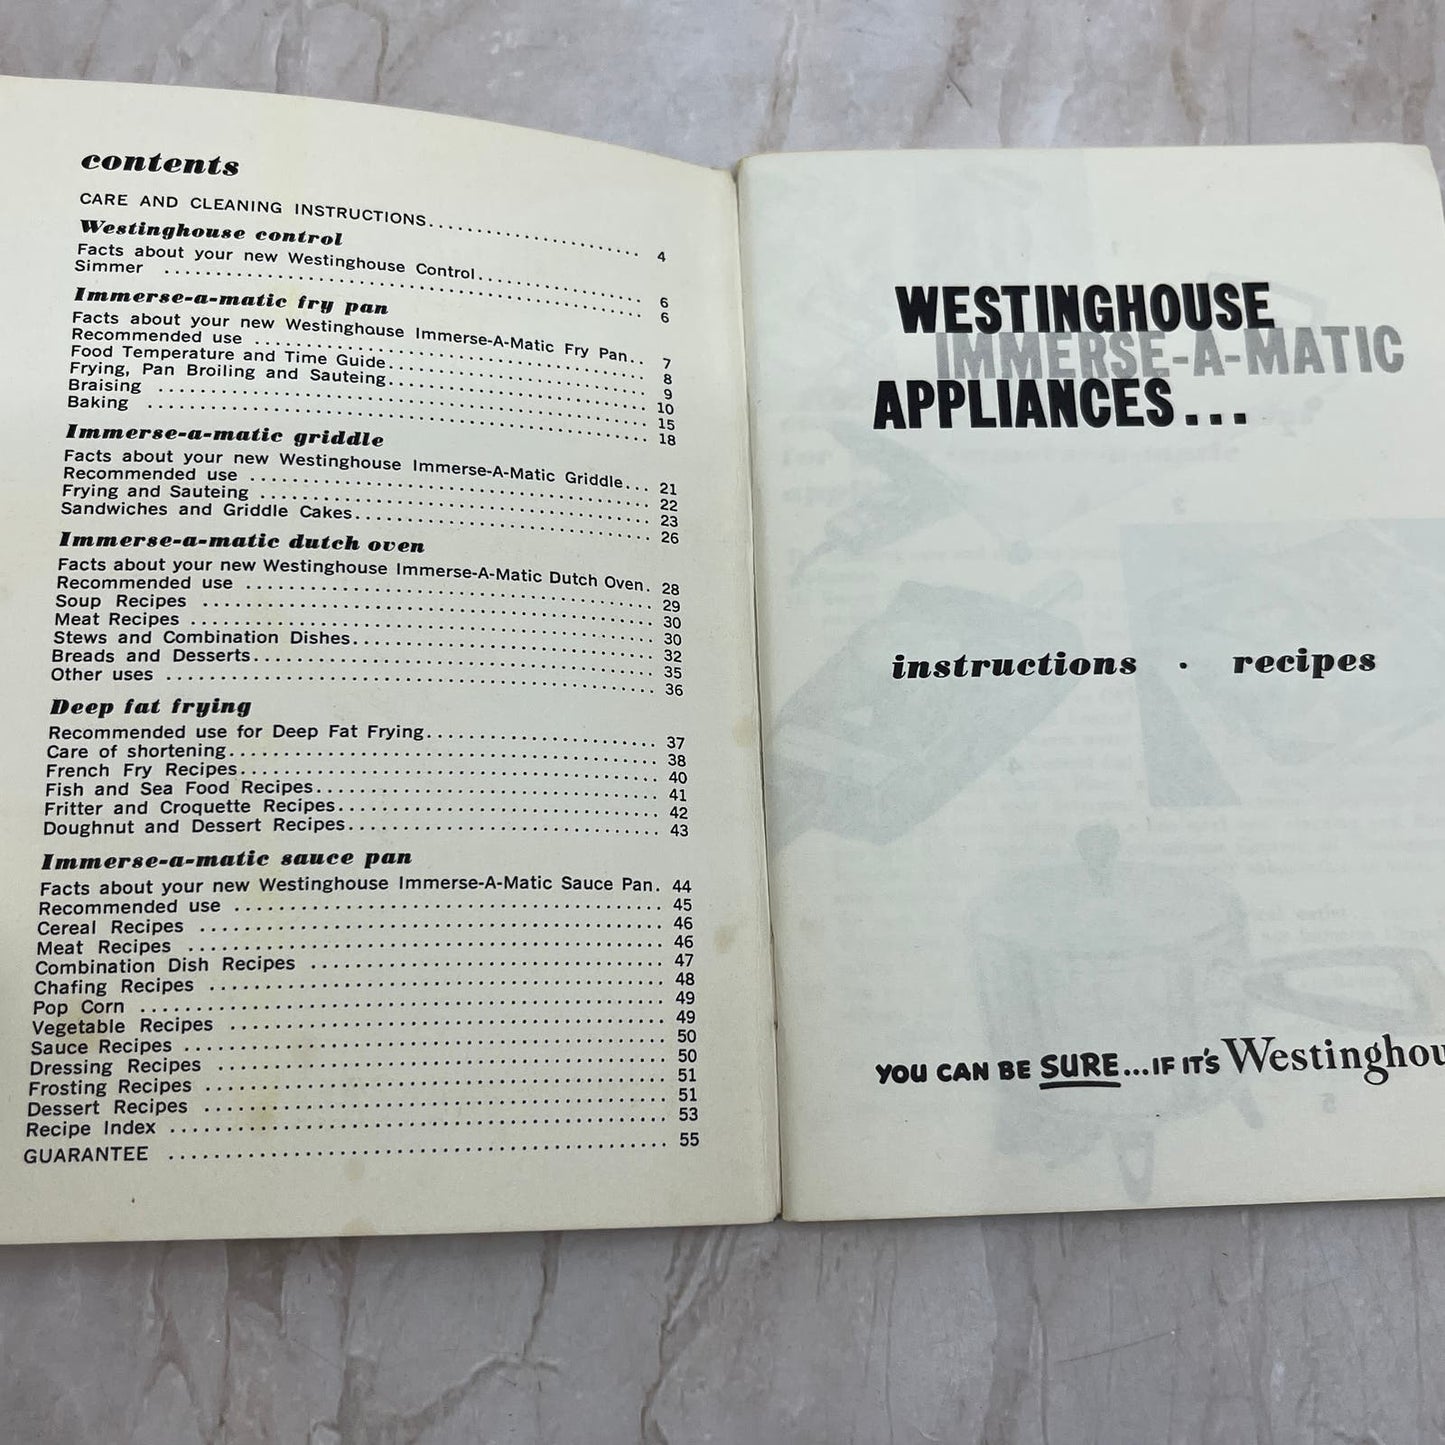 contents
CARE AND CLEANING INSTRUCTIONS........................ 4
Westinghouse control
Facts about your new Westinghouse Control.................. 6
Simmer .................................................. 6
Immerse-a-matic fry pan
Facts about your new Westinghouse Immerse-A-Matic Fry Pan.. 7
Recommended use ........................................ 8
Food Temperature and Time Guide........................... 9
Frying, Pan Broiling and Sauteing........................... 10
Braising .................................................. 15
Baking .................................................. 18
Immerse-a-matic griddle
Facts about your new Westinghouse Immerse-A-Matic Griddle... 21
Recommended use ........................................ 22
Frying and Sauteing ........................................ 23
Sandwiches and Griddle Cakes................................ 26
Immerse-a-matic dutch oven
Facts about your new Westinghouse Immerse-A-Matic Dutch Oven. 28
Recommended use ........................................ 29
Soup Recipes ............................................ 30
Meat Recipes ............................................ 30
Stews and Combination Dishes................................ 32
Breads and Desserts........................................ 35
Other uses .............................................. 36
Deep fat frying
Recommended use for Deep Fat Frying........................ 37
Care of shortening.......................................... 38
French Fry Recipes.......................................... 40
Fish and Sea Food Recipes.................................. 41
Fritter and Croquette Recipes................................ 42
Doughnut and Dessert Recipes................................ 43
Immerse-a-matic sauce pan
Facts about your new Westinghouse Immerse-A-Matic Sauce Pan. 44
Recommended use ........................................ 45
Cereal Recipes ............................................ 46
Meat Recipes ............................................ 46
Combination Dish Recipes .................................. 47
Chafing Recipes .......................................... 48
Pop Corn ................................................ 49
Vegetable Recipes ........................................ 49
Sauce Recipes ............................................ 50
Dressing Recipes .......................................... 50
Frosting Recipes .......................................... 51
Dessert Recipes .......................................... 51
Recipe Index ............................................ 53
GUARANTEE .............................................. 55
WESTINGHOUSE
IMMERSE-A-MATIC
APPLIANCES...
instructions · recipes
YOU CAN BE SURE...IF IT'S Westinghou